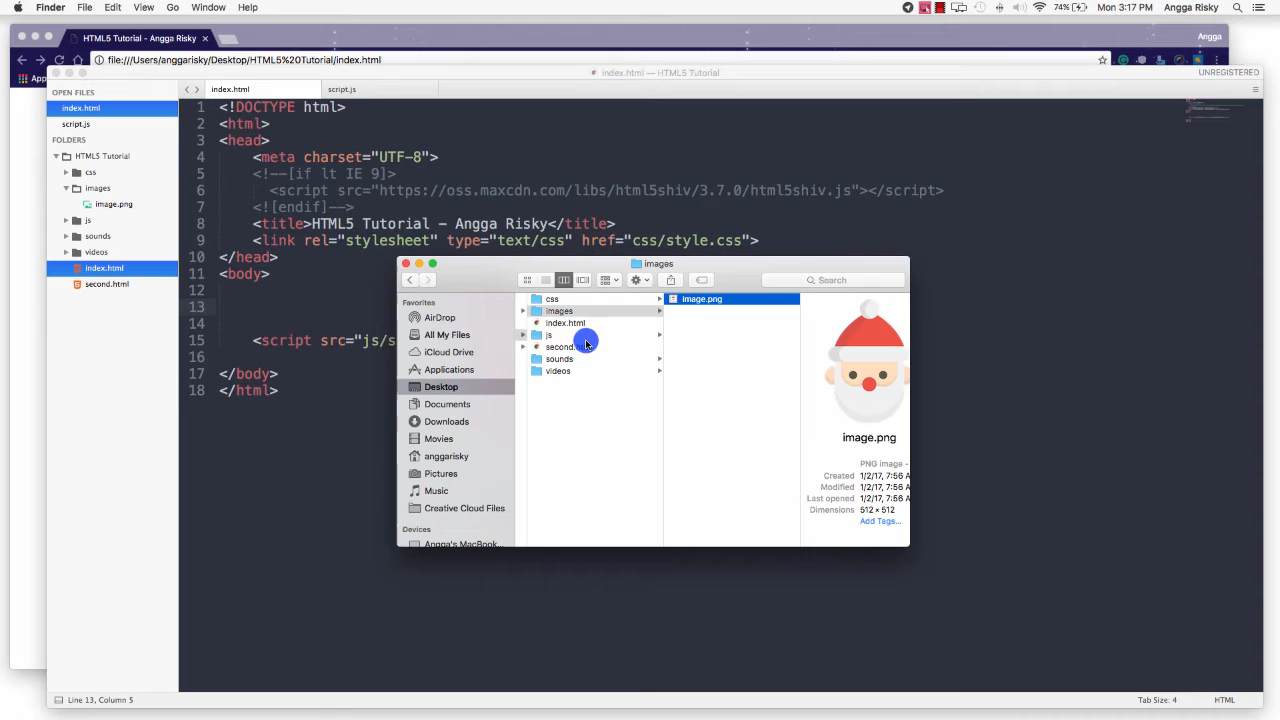 Finder File Edit View Go Window Help 74% Mon 3:17 PM Angga Risky
HTML5 Tutorial - Angga Risky Angga
file:///Users/anggarisky/Desktop/HTML5%20Tutorial/index.html
index.html — HTML5 Tutorial UNREGISTERED
OPEN FILES
index.html
script.js
FOLDERS
HTML5 Tutorial
css
images
image.png
js
sounds
videos
index.html
second.html
index.html script.js
1 <!DOCTYPE html>
2 <html>
3 <head>
4 <meta charset="UTF-8">
5 <!--[if lt IE 9]>
6 <script src="https://oss.maxcdn.com/libs/html5shiv/3.7.0/html5shiv.js"></script>
7 <![endif]-->
8 <title>HTML5 Tutorial - Angga Risky</title>
9 <link rel="stylesheet" type="text/css" href="css/style.css">
10 </head>
11 <body>
12
13
14
15 <script src="js/s
16
17 </body>
18 </html>
images
Search
Favorites
AirDrop
All My Files
iCloud Drive
Applications
Desktop
Documents
Downloads
Movies
anggarisky
Pictures
Music
Creative Cloud Files
Devices
Angga's MacBook...
css
images
index.html
js
sounds
videos
image.png
image.png
PNG image -
Created 1/2/17, 7:56 A
Modified 1/2/17, 7:56 A
Last opened 1/2/17, 7:56 A
Dimensions 512 × 512
Add Tags...
Line 13, Column 5 Tab Size: 4 HTML